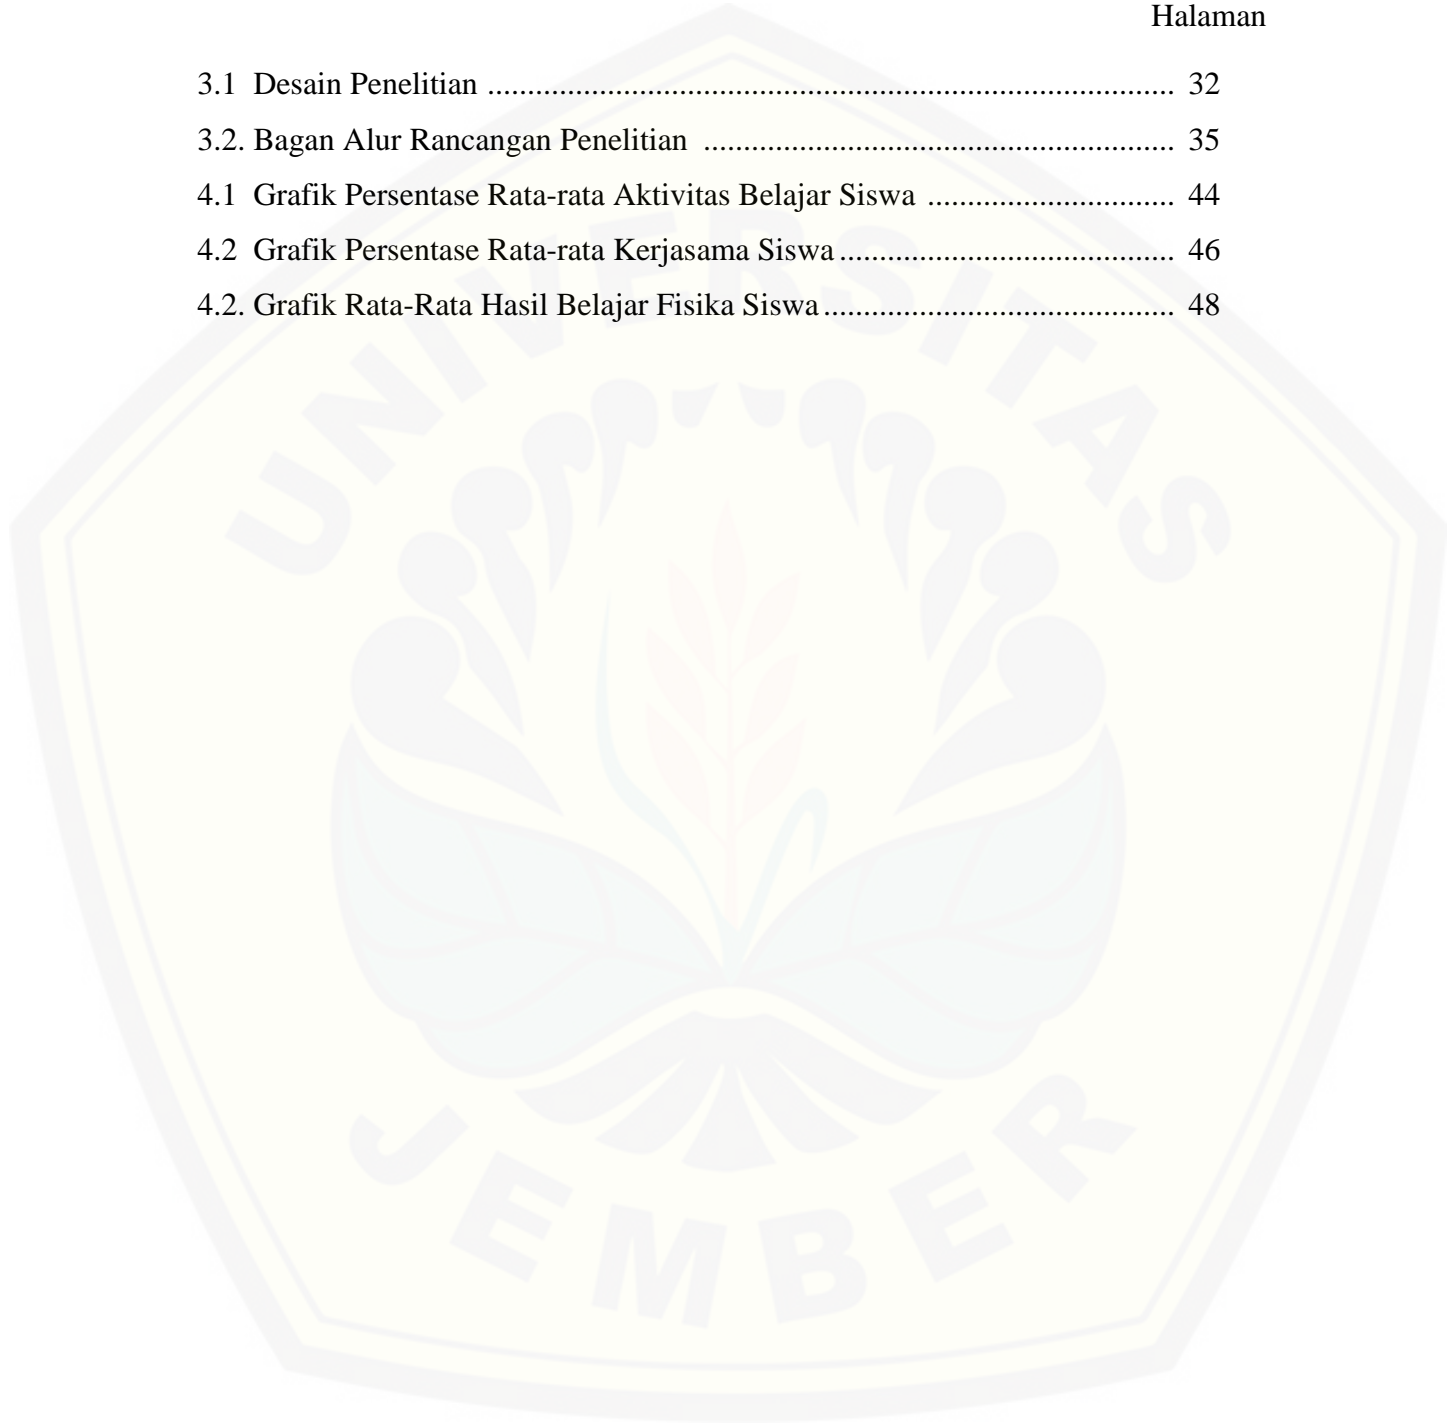 Halaman
3.1 Desain Penelitian ..................................................................................... 32
3.2. Bagan Alur Rancangan Penelitian .......................................................... 35
4.1 Grafik Persentase Rata-rata Aktivitas Belajar Siswa .............................. 44
4.2 Grafik Persentase Rata-rata Kerjasama Siswa ......................................... 46
4.2. Grafik Rata-Rata Hasil Belajar Fisika Siswa ........................................... 48
UNIVERSITAS
JEMBER